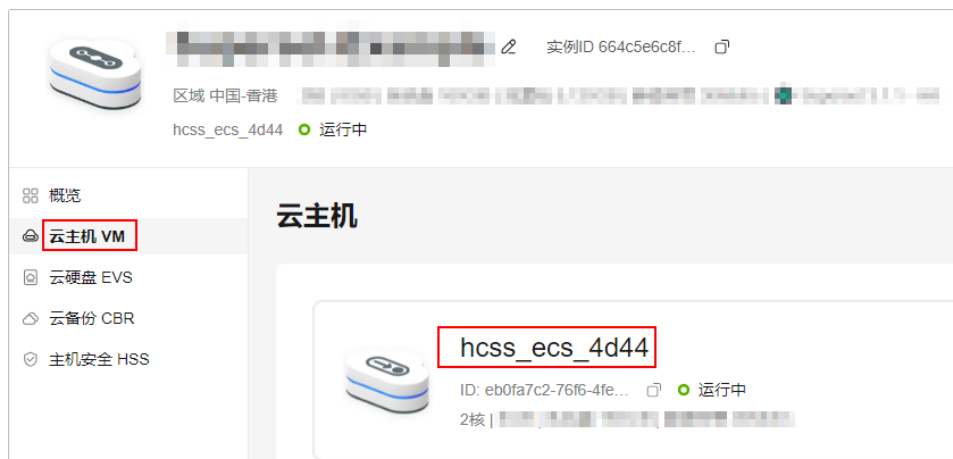 实例ID 664c5e6c8f...
区域 中国-香港
hcss_ecs_4d44 运行中
概览
云主机 VM
云硬盘 EVS
云备份 CBR
主机安全 HSS
云主机
hcss_ecs_4d44
ID: eb0fa7c2-76f6-4fe... 运行中
2核 |